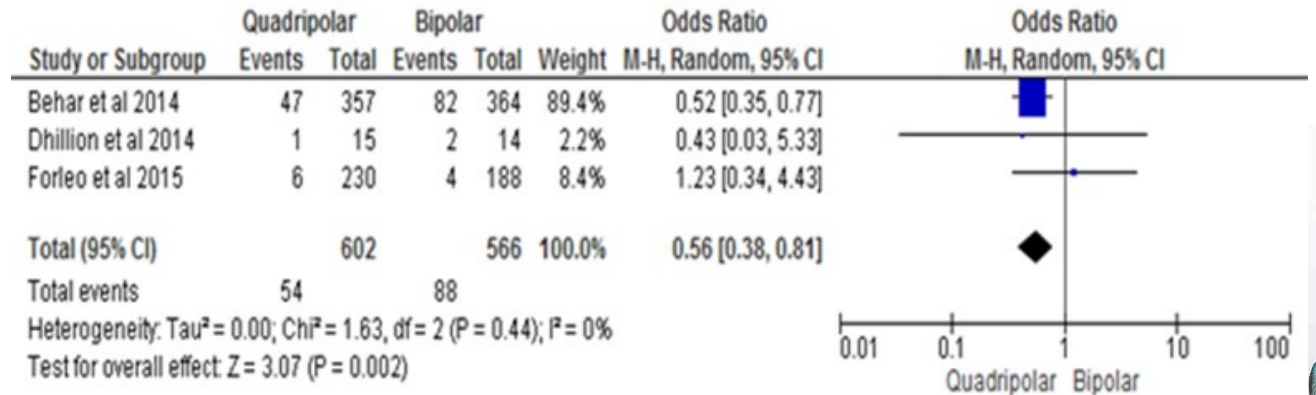 Quadripolar Bipolar Odds Ratio Odds Ratio
Study or Subgroup Events Total Events Total Weight M-H, Random, 95% CI M-H, Random, 95% CI
Behar et al 2014 47 357 82 364 89.4% 0.52 [0.35, 0.77]
Dhillion et al 2014 1 15 2 14 2.2% 0.43 [0.03, 5.33]
Forleo et al 2015 6 230 4 188 8.4% 1.23 [0.34, 4.43]
Total (95% CI) 602 566 100.0% 0.56 [0.38, 0.81]
Total events 54 88
Heterogeneity: Tau² = 0.00; Chi² = 1.63, df = 2 (P = 0.44); I² = 0%
Test for overall effect: Z = 3.07 (P = 0.002)
0.01 0.1 1 10 100
Quadripolar Bipolar